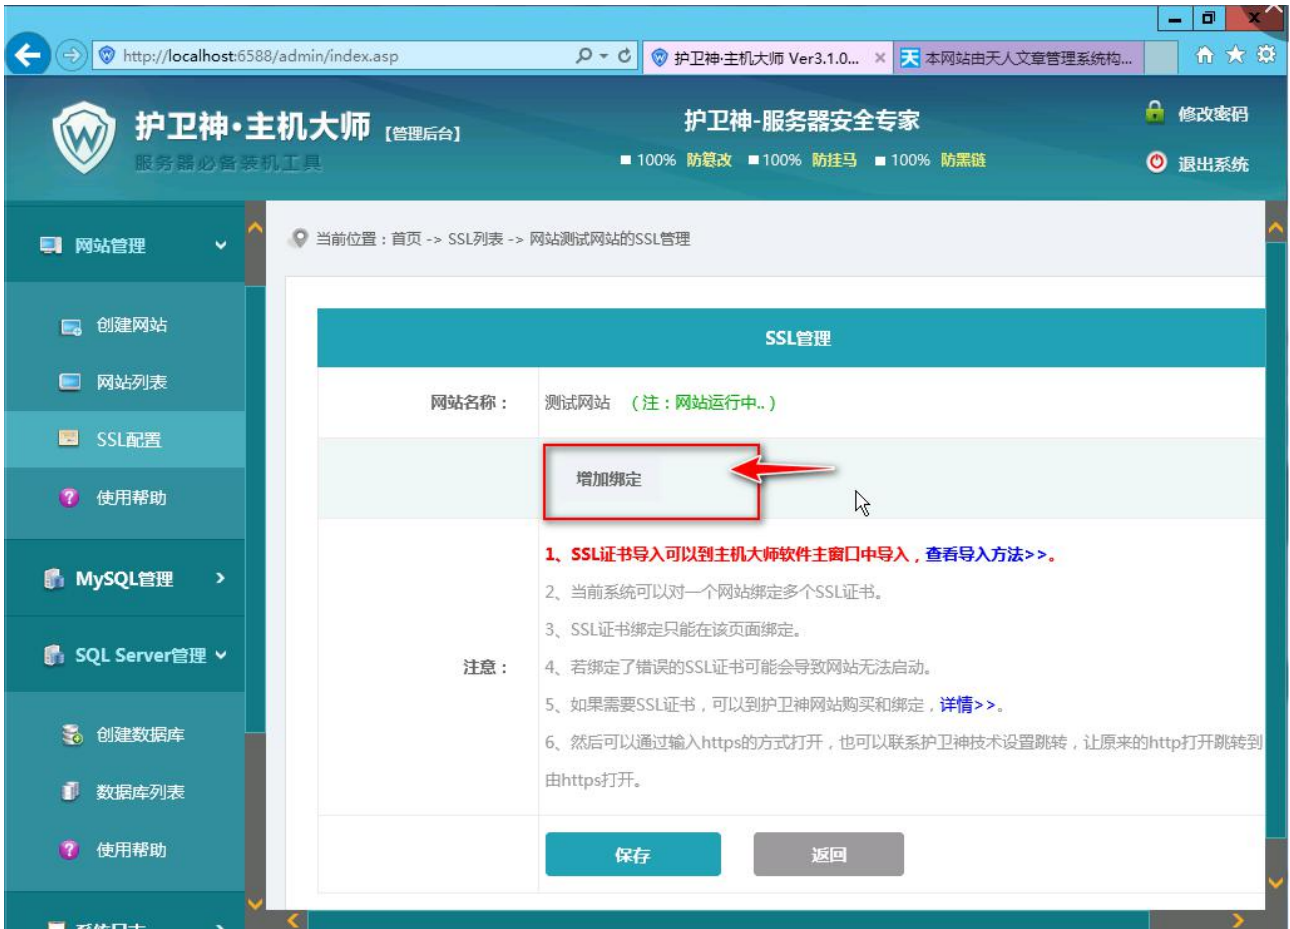 http://localhost:6588/admin/index.asp
护卫神·主机大师 Ver3.1.0...
本网站由天人文章管理系统构...
护卫神·主机大师 【管理后台】
服务器必备装机工具
护卫神-服务器安全专家
100% 防篡改 100% 防挂马 100% 防黑链
修改密码
退出系统
网站管理
创建网站
网站列表
SSL配置
使用帮助
MySQL管理
SQL Server管理
创建数据库
数据库列表
使用帮助
系统日志
当前位置：首页 -> SSL列表 -> 网站测试网站的SSL管理
SSL管理
网站名称： 测试网站 （注：网站运行中..）
增加绑定
注意：
1、SSL证书导入可以到主机大师软件主窗口中导入，查看导入方法>>。
2、当前系统可以对一个网站绑定多个SSL证书。
3、SSL证书绑定只能在该页面绑定。
4、若绑定了错误的SSL证书可能会导致网站无法启动。
5、如果需要SSL证书，可以到护卫神网站购买和绑定，详情>>。
6、然后可以通过输入https的方式打开，也可以联系护卫神技术设置跳转，让原来的http打开跳转到
由https打开。
保存 返回